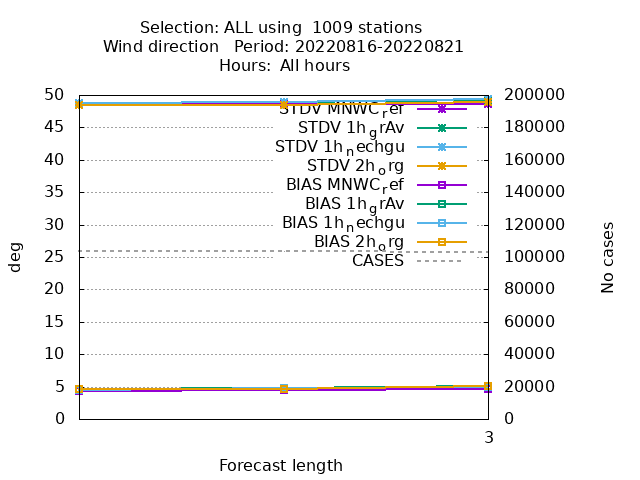 Selection: ALL using  1009 stations
Wind direction   Period: 20220816-20220821
Hours:  All hours
50 200000
STDV MNWC_ref
45 180000
STDV 1h_grAv
STDV 1h_nechgu
40 160000
STDV 2h_org
BIAS MNWC_ref
35 140000
BIAS 1h_grAv
30 120000
BIAS 1h_nechgu
BIAS 2h_org
25 100000
CASES
deg
No cases
20 80000
15 60000
10 40000
5 20000
0 0
3
Forecast length